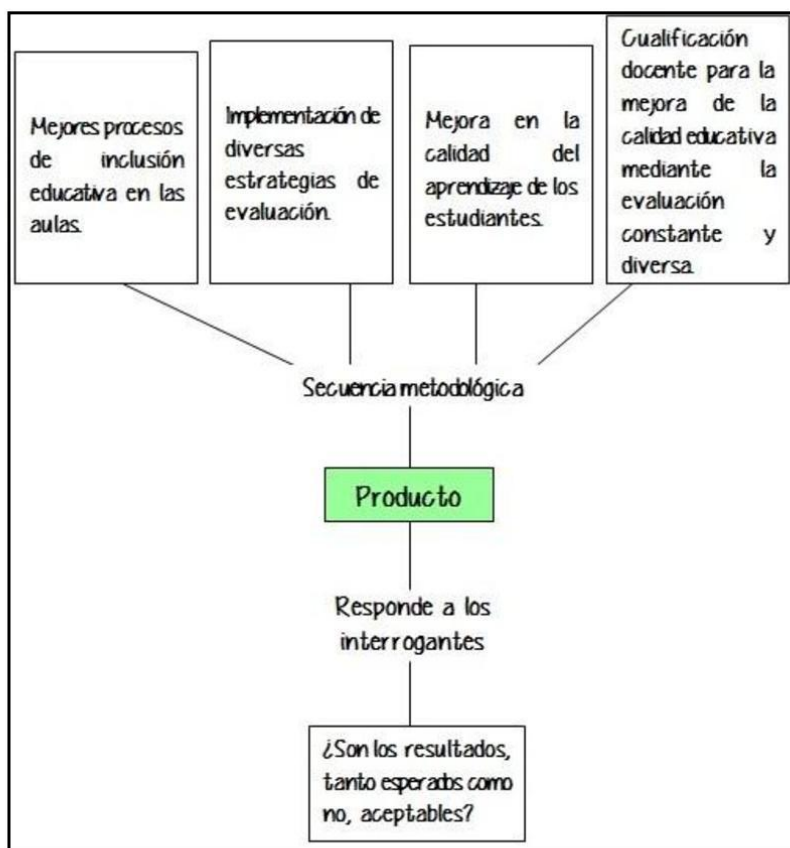 Mejores procesos
de inclusión
educativa en las
aulas.
Implementación de
diversas
estrategias de
evaluación.
Mejora en la
calidad del
aprendizaje de los
estudiantes.
Cualificación
docente para la
mejora de la
calidad educativa
mediante la
evaluación
constante y
diversa.
Secuencia metodológica
Producto
Responde a los
interrogantes
¿Son los resultados,
tanto esperados como
no, aceptables?